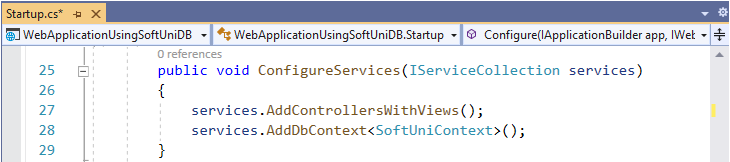 Startup.cs*
WebApplicationUsingSoftUniDB WebApplicationUsingSoftUniDB.Startup Configure(IApplicationBuilder app, IWeb
0 references
25 public void ConfigureServices(IServiceCollection services)
26 {
27 services.AddControllersWithViews();
28 services.AddDbContext<SoftUniContext>();
29 }